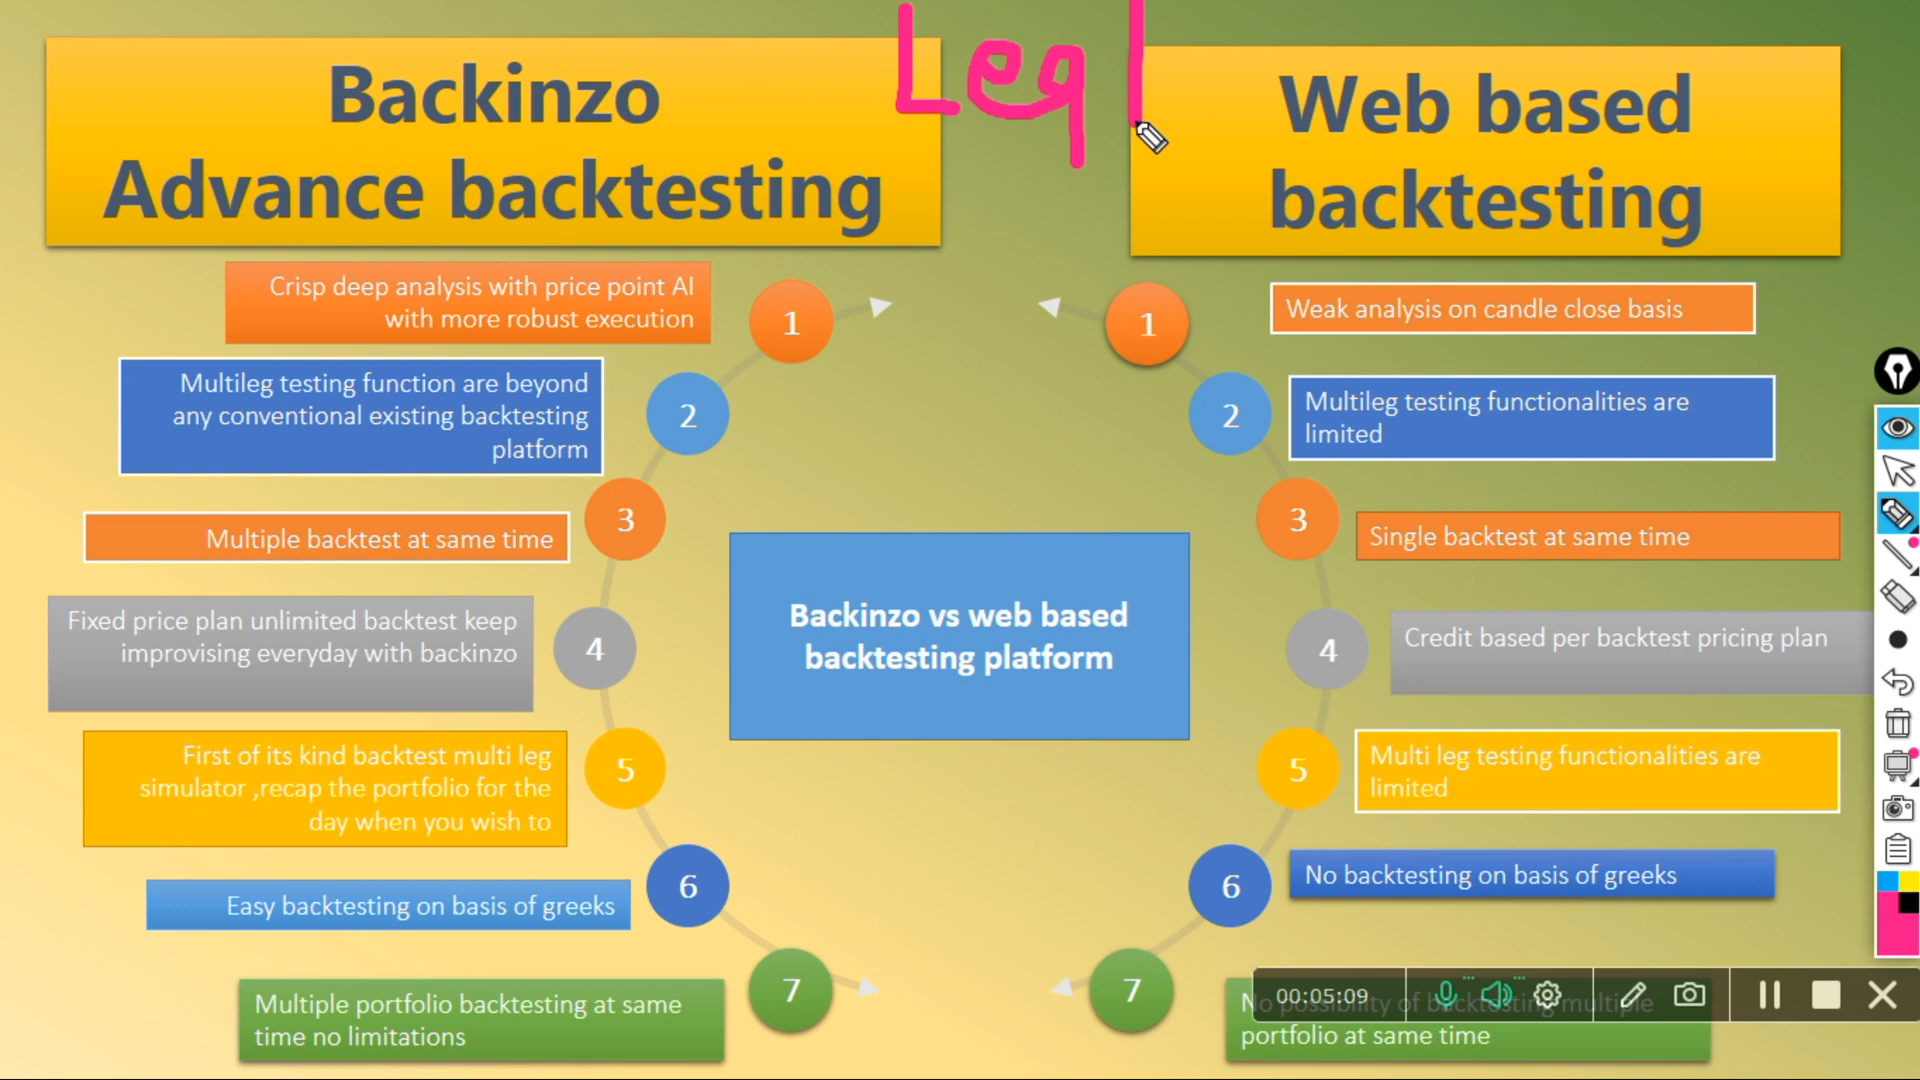 Leg 1
Backinzo
Advance backtesting
Web based
backtesting
Crisp deep analysis with price point AI
with more robust execution
1
1
Weak analysis on candle close basis
Multileg testing function are beyond
any conventional existing backtesting
platform
2
2
Multileg testing functionalities are
limited
Multiple backtest at same time
3
3
Single backtest at same time
Fixed price plan unlimited backtest keep
improvising everyday with backinzo
4
Backinzo vs web based
backtesting platform
4
Credit based per backtest pricing plan
First of its kind backtest multi leg
simulator ,recap the portfolio for the
day when you wish to
5
5
Multi leg testing functionalities are
limited
Easy backtesting on basis of greeks
6
6
No backtesting on basis of greeks
Multiple portfolio backtesting at same
time no limitations
7
7
No possibility of backtesting multiple
portfolio at same time
00:05:09